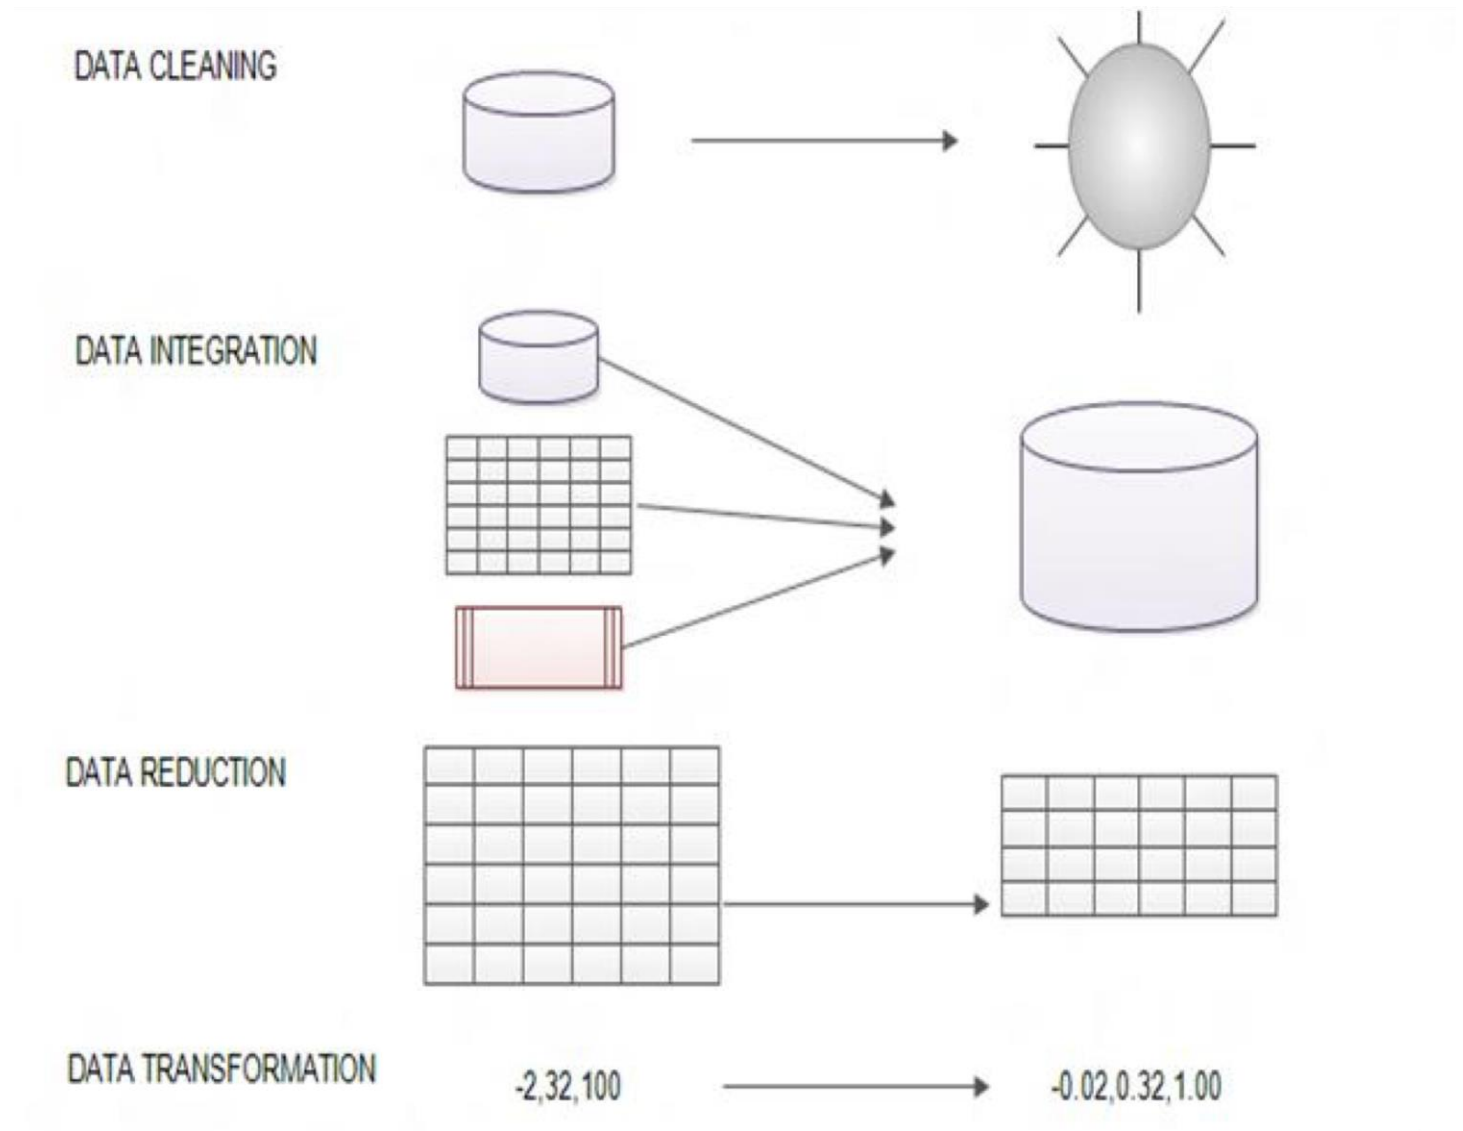 DATA CLEANING
DATA INTEGRATION
DATA REDUCTION
DATA TRANSFORMATION
-2,32,100
-0.02,0.32,1.00